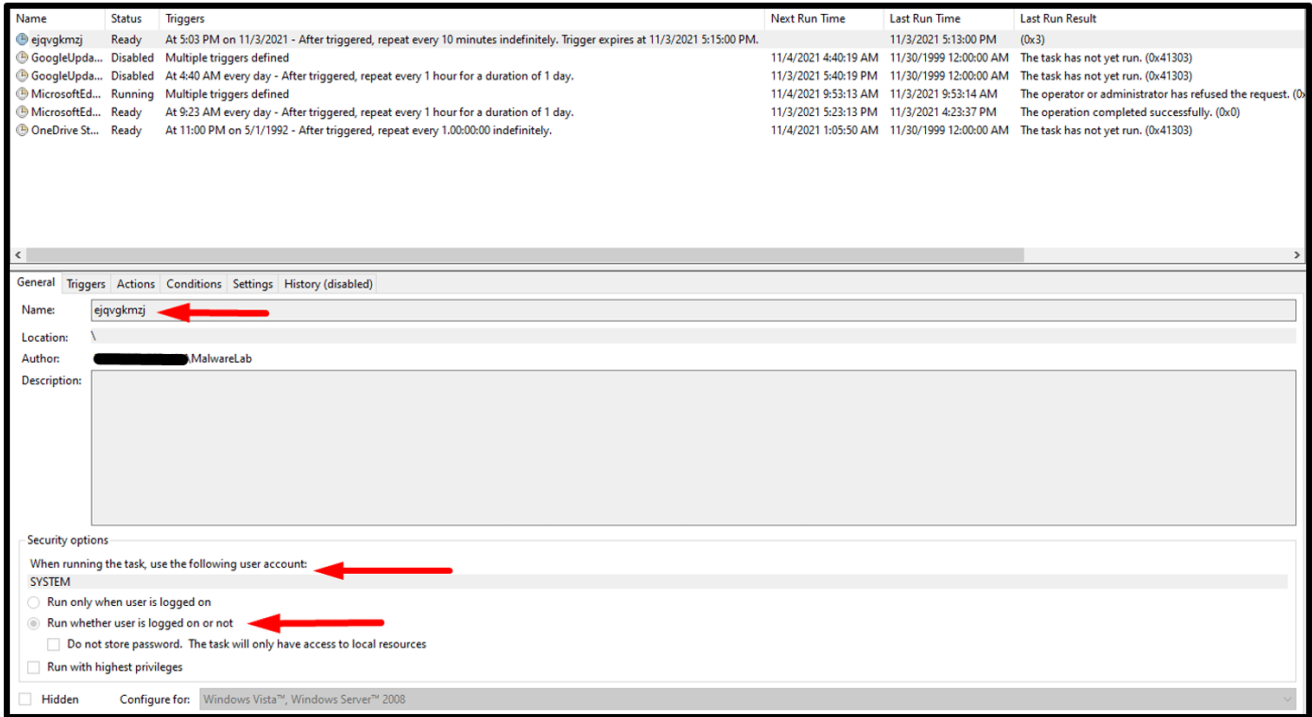 Name Status Triggers Next Run Time Last Run Time Last Run Result
ejqvgkmzj Ready At 5:03 PM on 11/3/2021 - After triggered, repeat every 10 minutes indefinitely. Trigger expires at 11/3/2021 5:15:00 PM. 11/3/2021 5:13:00 PM (0x3)
GoogleUpda... Disabled Multiple triggers defined 11/4/2021 4:40:19 AM 11/30/1999 12:00:00 AM The task has not yet run. (0x41303)
GoogleUpda... Disabled At 4:40 AM every day - After triggered, repeat every 1 hour for a duration of 1 day. 11/3/2021 5:40:19 PM 11/30/1999 12:00:00 AM The task has not yet run. (0x41303)
MicrosoftEd... Running Multiple triggers defined 11/4/2021 9:53:13 AM 11/3/2021 9:53:14 AM The operator or administrator has refused the request. (0x
MicrosoftEd... Ready At 9:23 AM every day - After triggered, repeat every 1 hour for a duration of 1 day. 11/3/2021 5:23:13 PM 11/3/2021 4:23:37 PM The operation completed successfully. (0x0)
OneDrive St... Ready At 11:00 PM on 5/1/1992 - After triggered, repeat every 1.00:00:00 indefinitely. 11/4/2021 1:05:50 AM 11/30/1999 12:00:00 AM The task has not yet run. (0x41303)
General Triggers Actions Conditions Settings History (disabled)
Name: ejqvgkmzj
Location: \
Author: \MalwareLab
Description:
Security options
When running the task, use the following user account:
SYSTEM
Run only when user is logged on
Run whether user is logged on or not
Do not store password. The task will only have access to local resources
Run with highest privileges
Hidden Configure for: Windows Vista™, Windows Server™ 2008